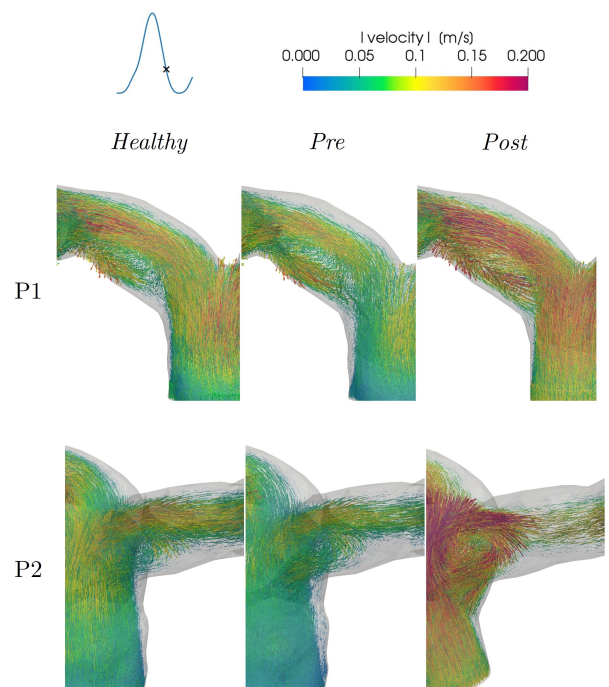 | velocity | [m/s]
0.000 0.05 0.1 0.15 0.200
Healthy Pre Post
P1
P2